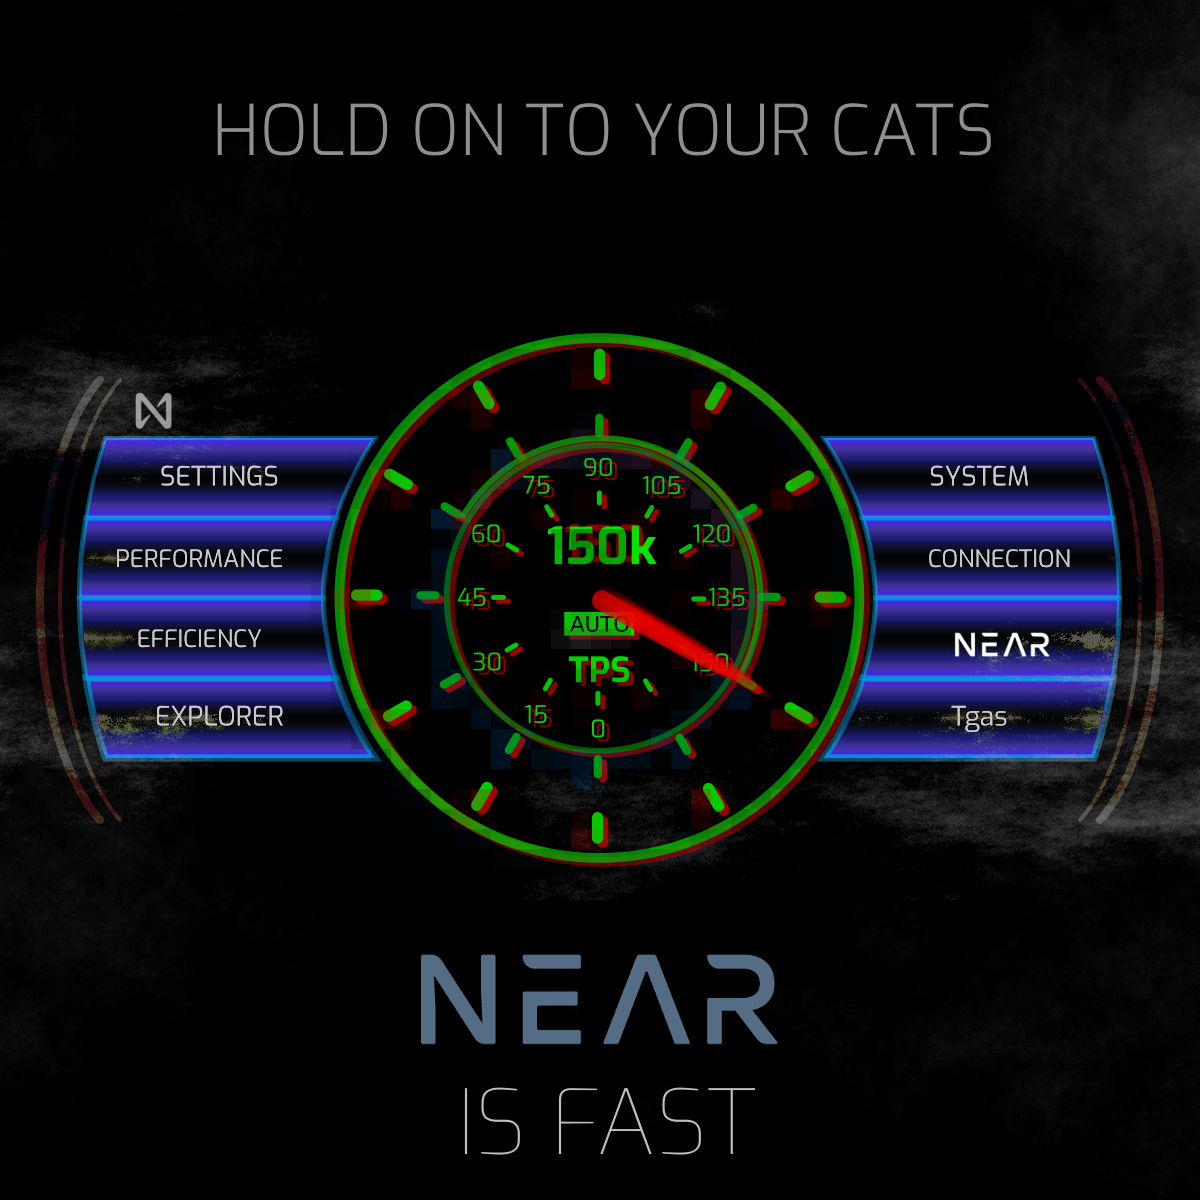 HOLD ON TO YOUR CATS
SETTINGS
PERFORMANCE
EFFICIENCY
EXPLORER
90
75
105
60
120
150k
45
135
AUTO
30
TPS
150
15
0
SYSTEM
CONNECTION
NEAR
Tgas
NEAR
IS FAST